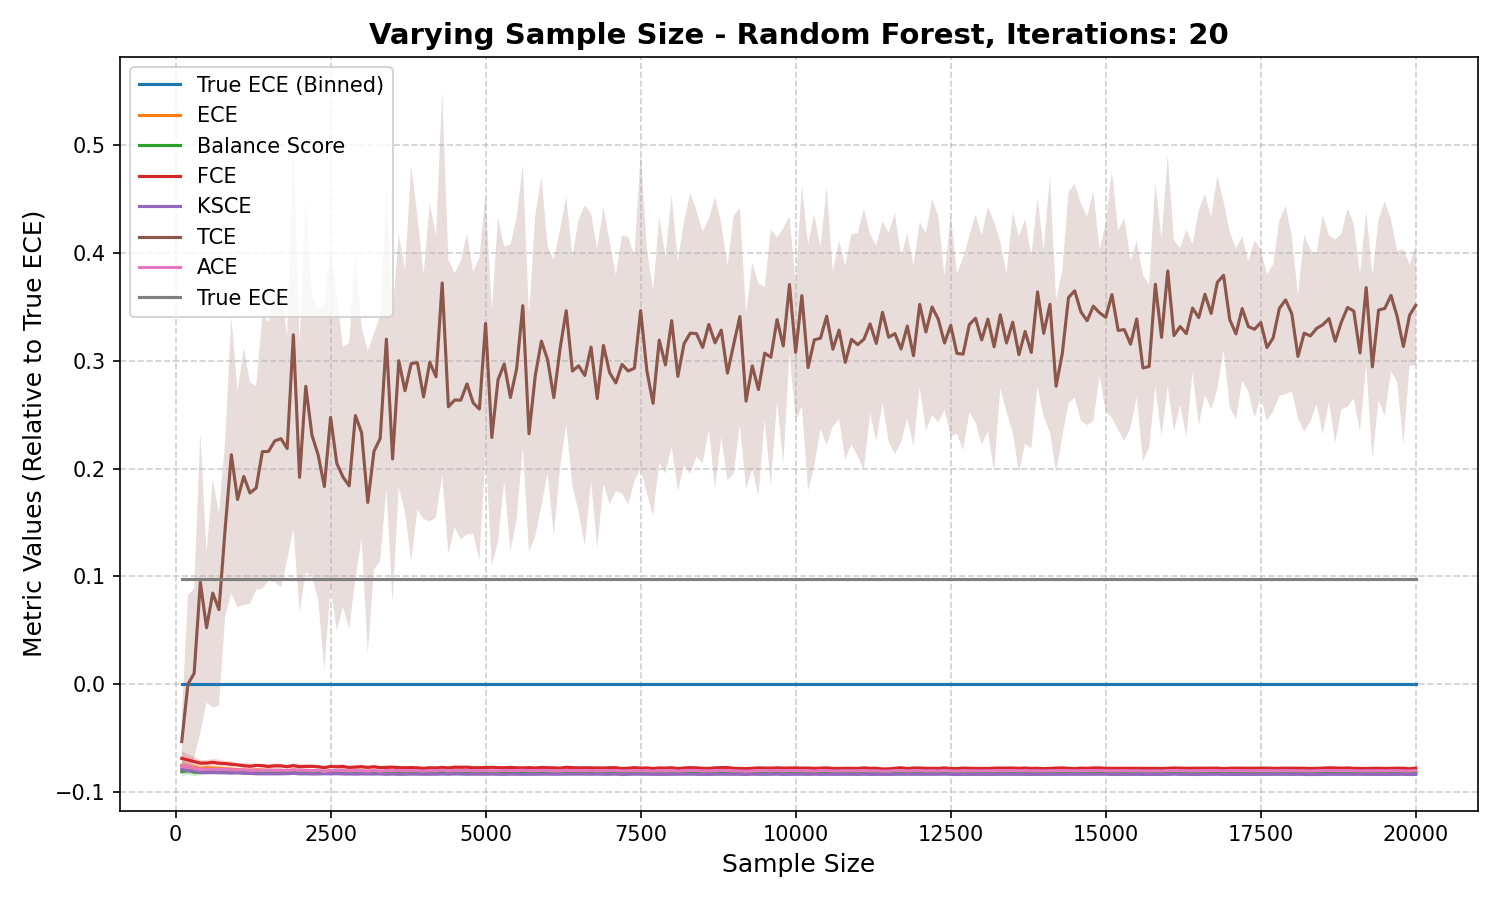 Varying Sample Size - Random Forest, Iterations: 20
True ECE (Binned)
ECE
Balance Score
FCE
KSCE
TCE
ACE
True ECE
Metric Values (Relative to True ECE)
0.5
0.4
0.3
0.2
0.1
0.0
−0.1
0 2500 5000 7500 10000 12500 15000 17500 20000
Sample Size